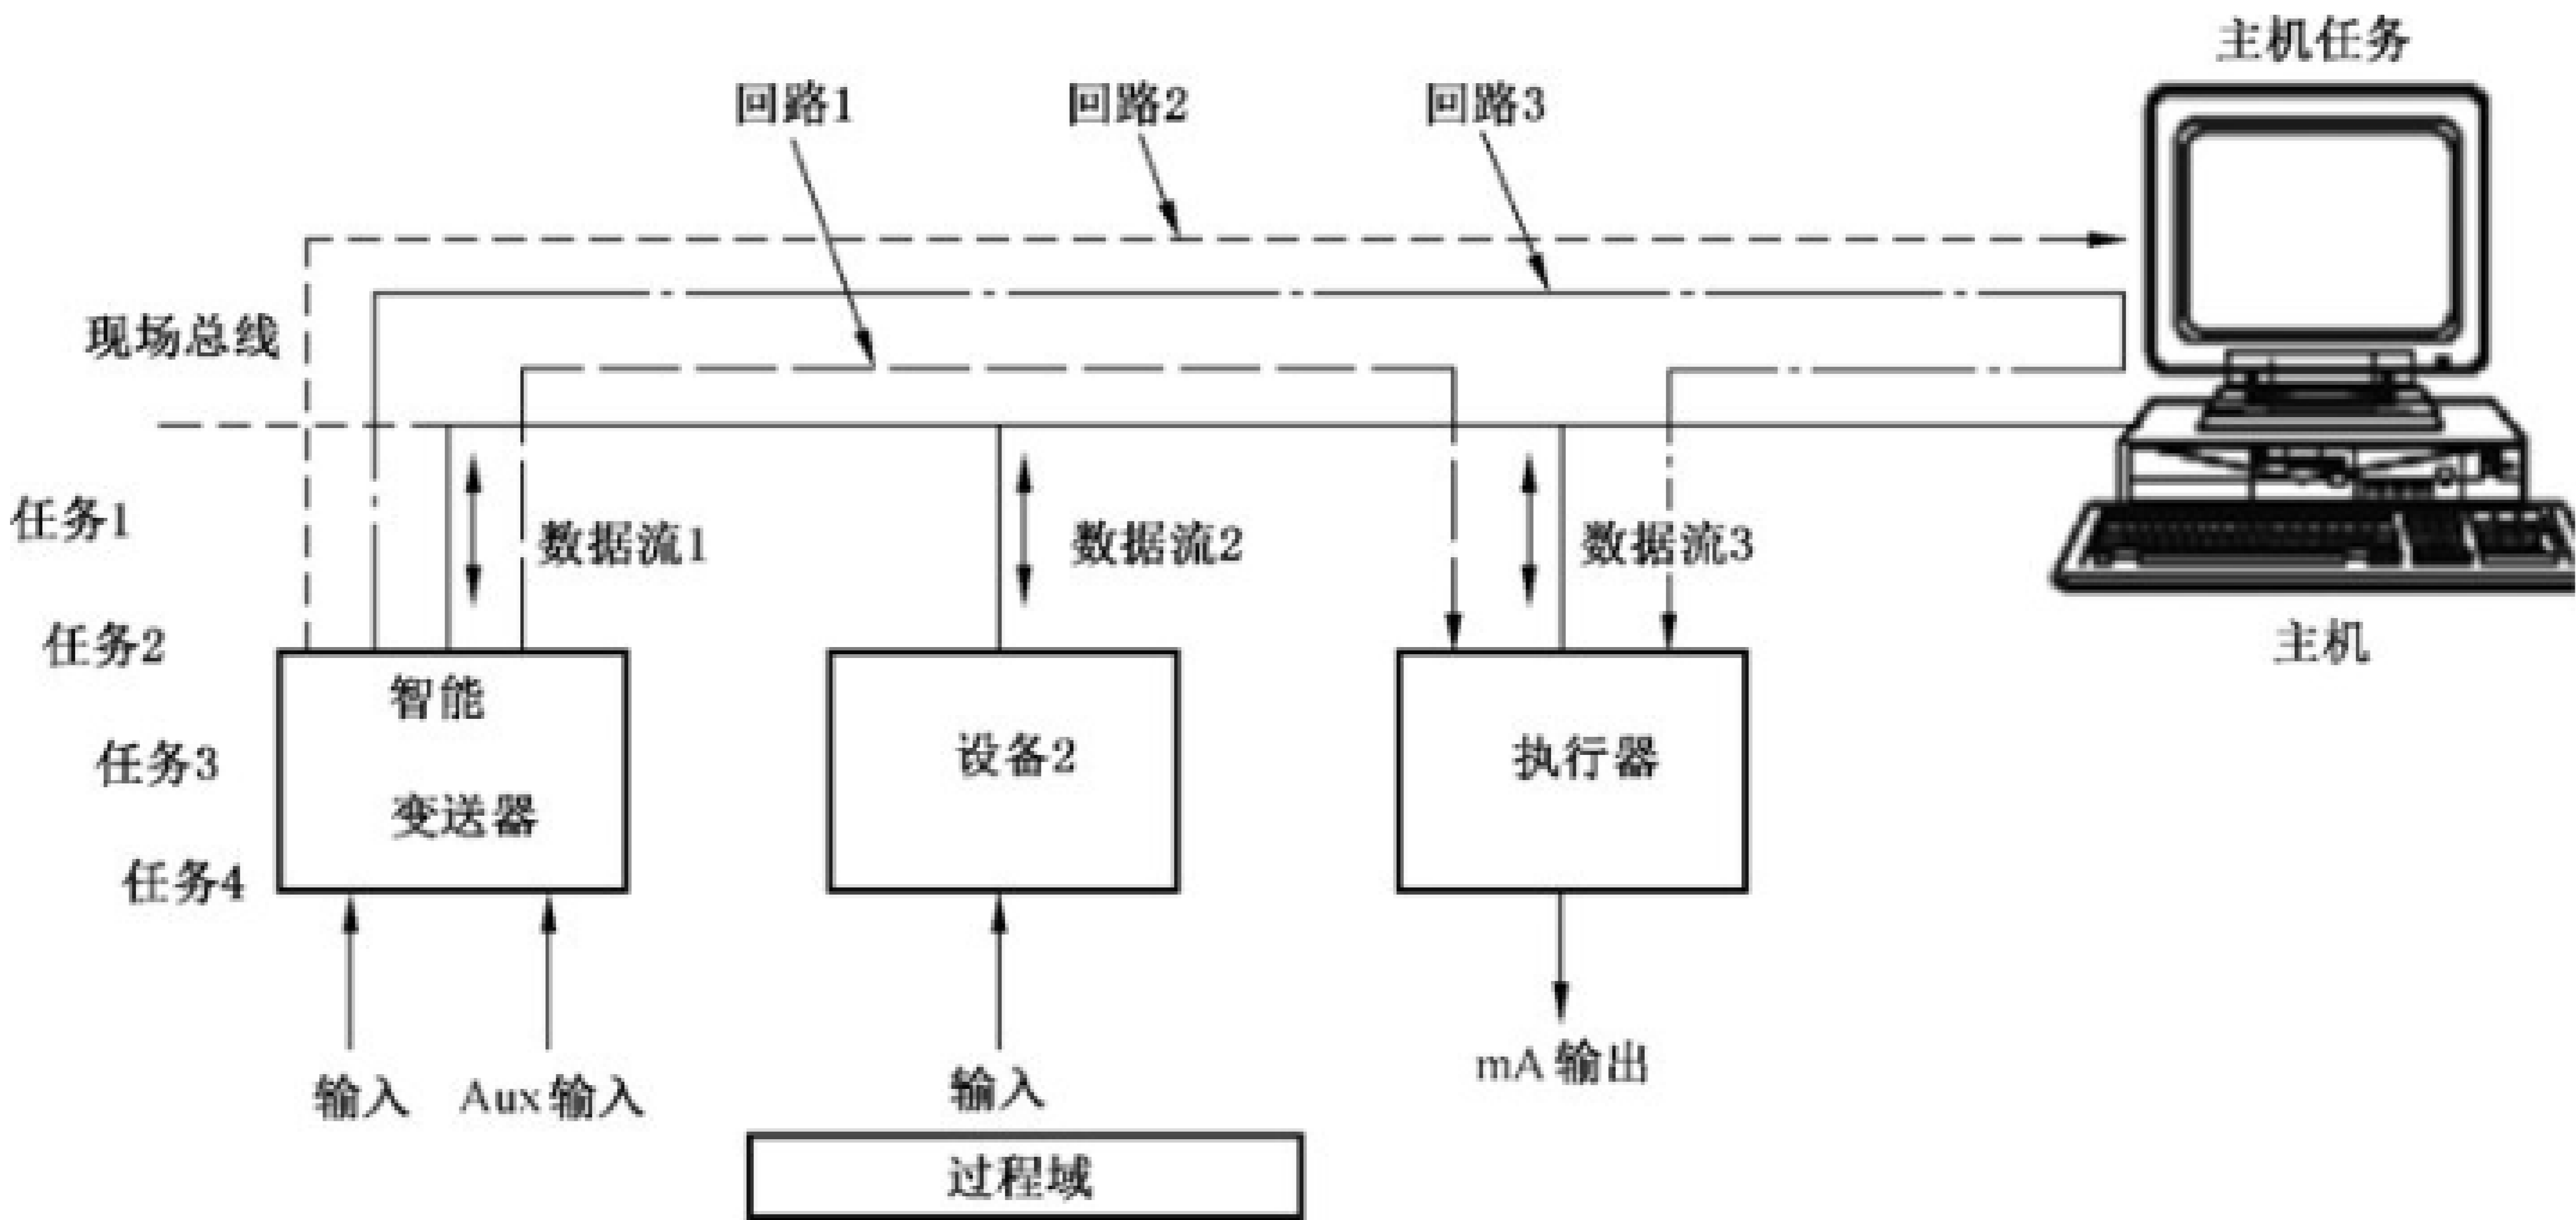 主机任务
回路1
回路2
回路3
现场总线
任务1
数据流1
数据流2
数据流3
任务2
主机
智能
变送器
设备2
执行器
任务3
任务4
输入
Aux 输入
输入
mA 输出
过程域